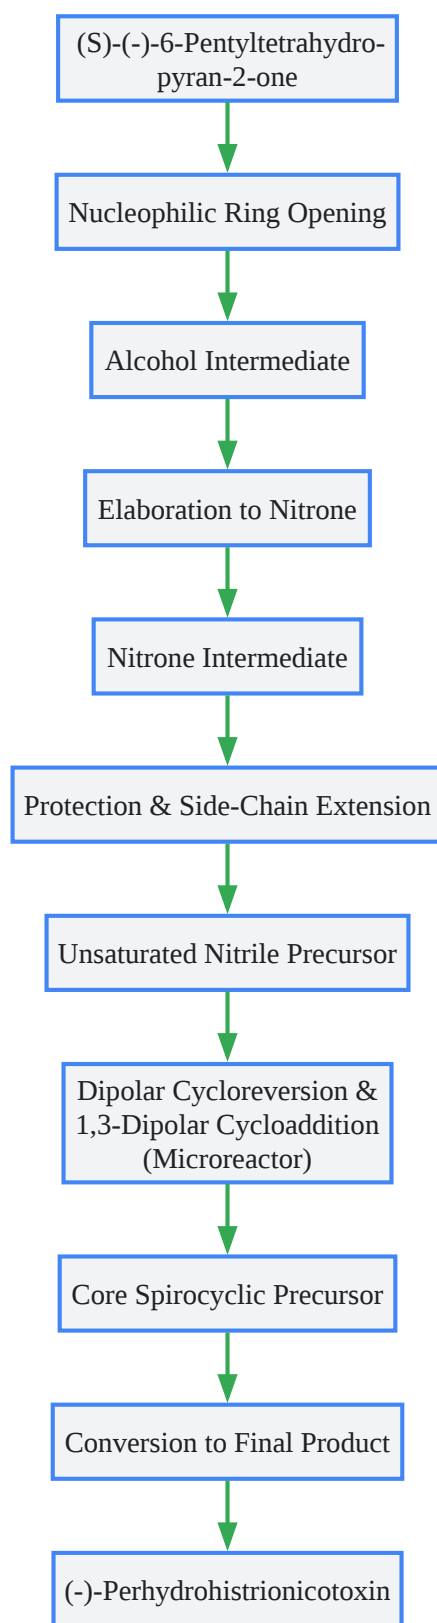 (S)-(-)-6-Pentyltetrahydro-
pyran-2-one
Nucleophilic Ring Opening
Alcohol Intermediate
Elaboration to Nitrone
Nitrone Intermediate
Protection & Side-Chain Extension
Unsaturated Nitrile Precursor
Dipolar Cycloreversion &
1,3-Dipolar Cycloaddition
(Microreactor)
Core Spirocyclic Precursor
Conversion to Final Product
(-)-Perhydrohistrionicotoxin